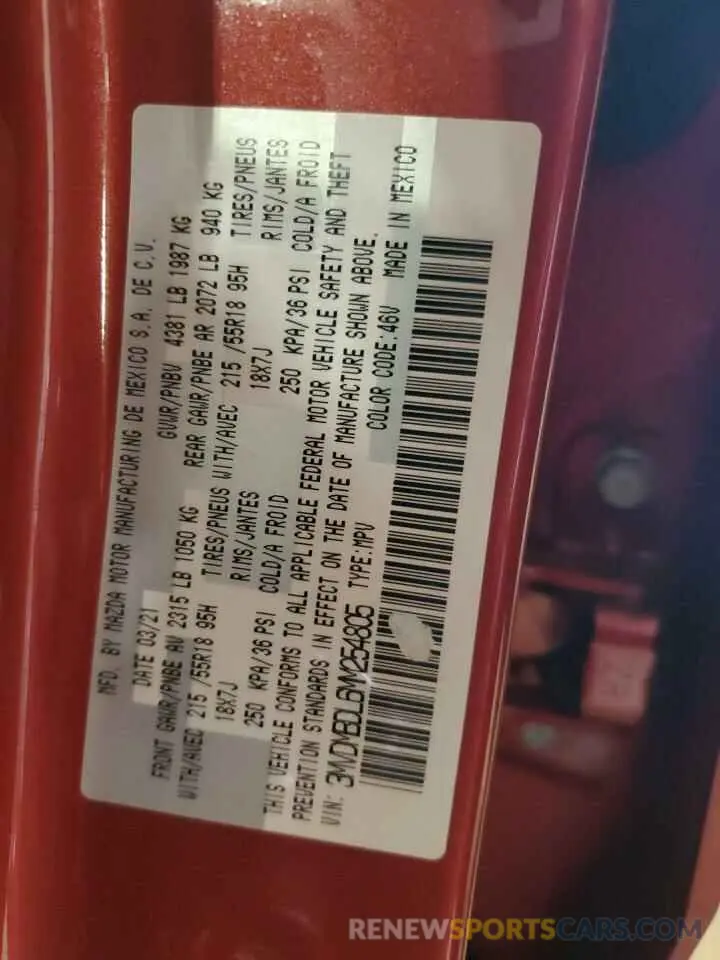 MFD. BY MAZDA MOTOR MANUFACTURING DE MEXICO S.A. DE C.V.
DATE 03/21 GVWR/PNBV 4381 LB 1987 KG
FRONT GAWR/PNBE AV 2315 LB 1050 KG REAR GAWR/PNBE AR 2072 LB 940 KG
WITH/AVEC 215 /55R18 95H TIRES/PNEUS WITH/AVEC 215 /55R18 95H TIRES/PNEUS
18X7J RIMS/JANTES 18X7J RIMS/JANTES
250 KPA/36 PSI COLD/A FROID 250 KPA/36 PSI COLD/A FROID
THIS VEHICLE CONFORMS TO ALL APPLICABLE FEDERAL MOTOR VEHICLE SAFETY AND THEFT
PREVENTION STANDARDS IN EFFECT ON THE DATE OF MANUFACTURE SHOWN ABOVE.
VIN: TYPE:MPV COLOR CODE:46V MADE IN MEXICO
RENEWSPORTSCARS.COM